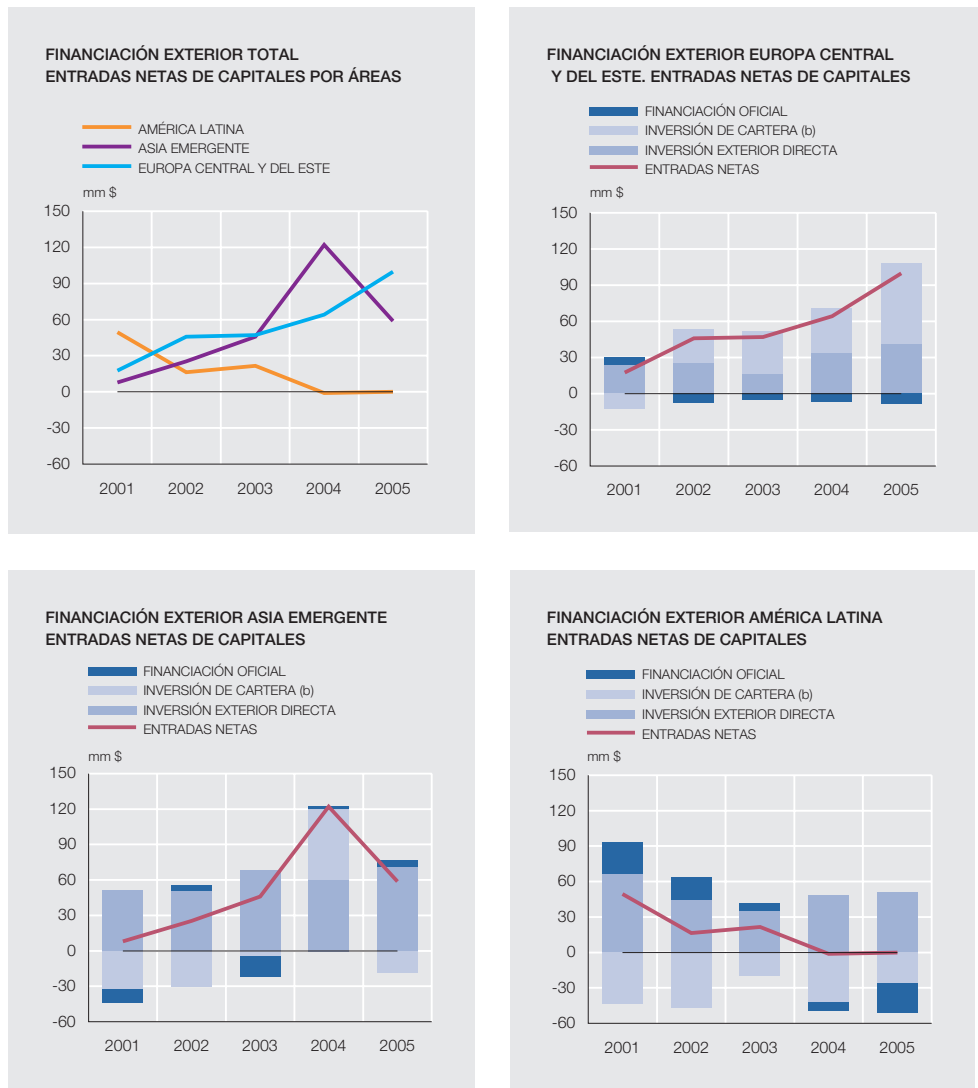 FINANCIACIÓN EXTERIOR TOTAL
ENTRADAS NETAS DE CAPITALES POR ÁREAS
AMÉRICA LATINA
ASIA EMERGENTE
EUROPA CENTRAL Y DEL ESTE
mm $
150
120
90
60
30
0
-30
-60
2001 2002 2003 2004 2005
FINANCIACIÓN EXTERIOR EUROPA CENTRAL
Y DEL ESTE. ENTRADAS NETAS DE CAPITALES
FINANCIACIÓN OFICIAL
INVERSIÓN DE CARTERA (b)
INVERSIÓN EXTERIOR DIRECTA
ENTRADAS NETAS
mm $
150
120
90
60
30
0
-30
-60
2001 2002 2003 2004 2005
FINANCIACIÓN EXTERIOR ASIA EMERGENTE
ENTRADAS NETAS DE CAPITALES
FINANCIACIÓN OFICIAL
INVERSIÓN DE CARTERA (b)
INVERSIÓN EXTERIOR DIRECTA
ENTRADAS NETAS
mm $
150
120
90
60
30
0
-30
-60
2001 2002 2003 2004 2005
FINANCIACIÓN EXTERIOR AMÉRICA LATINA
ENTRADAS NETAS DE CAPITALES
FINANCIACIÓN OFICIAL
INVERSIÓN DE CARTERA (b)
INVERSIÓN EXTERIOR DIRECTA
ENTRADAS NETAS
mm $
150
120
90
60
30
0
-30
-60
2001 2002 2003 2004 2005